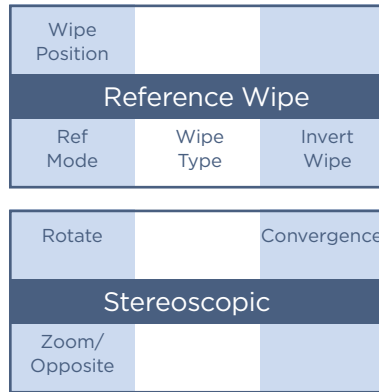 Wipe
Position
Reference Wipe
Ref Wipe Invert
Mode Type Wipe
Rotate Convergence
Stereoscopic
Zoom/
Opposite